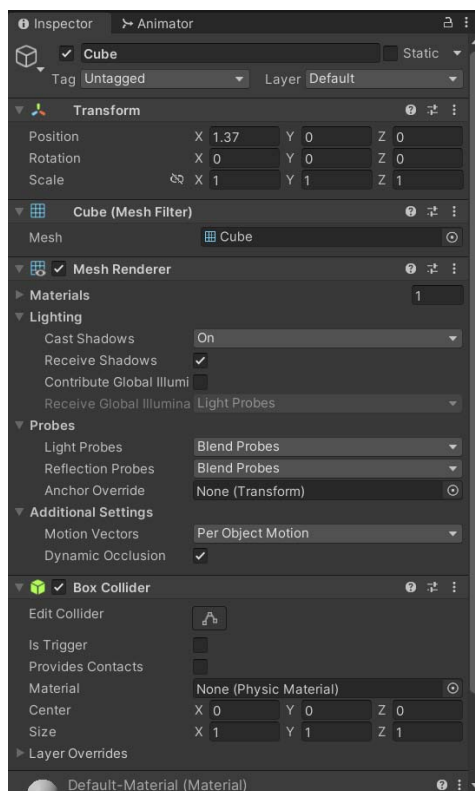 Inspector Animator
Cube Static
Tag Untagged Layer Default
Transform
Position X 1.37 Y 0 Z 0
Rotation X 0 Y 0 Z 0
Scale X 1 Y 1 Z 1
Cube (Mesh Filter)
Mesh Cube
Mesh Renderer
Materials 1
Lighting
Cast Shadows On
Receive Shadows
Contribute Global Illumi
Receive Global Illumina Light Probes
Probes
Light Probes Blend Probes
Reflection Probes Blend Probes
Anchor Override None (Transform)
Additional Settings
Motion Vectors Per Object Motion
Dynamic Occlusion
Box Collider
Edit Collider
Is Trigger
Provides Contacts
Material None (Physic Material)
Center X 0 Y 0 Z 0
Size X 1 Y 1 Z 1
Layer Overrides
Default-Material (Material)